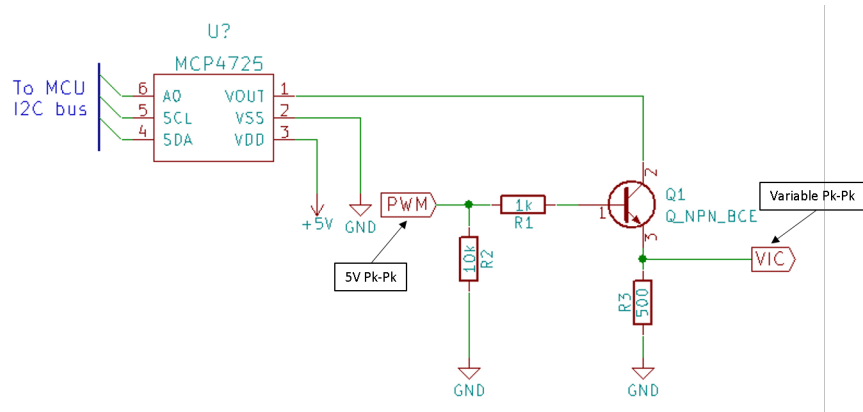 U?
MCP4725
To MCU
I2C bus
6 A0 VOUT 1
5 SCL VSS 2
4 SDA VDD 3
+5V
GND
PWM
5V Pk-Pk
1k
R1
10k
R2
GND
1
2
3
Q1
Q_NPN_BCE
Variable Pk-Pk
VIC
R3
500
GND